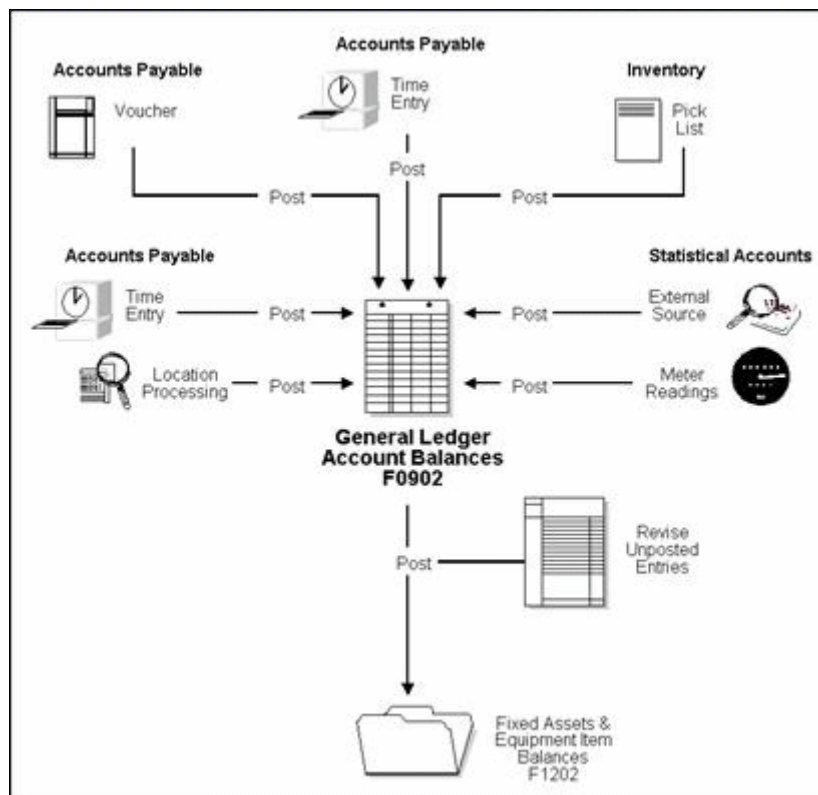 Accounts Payable
Accounts Payable
Inventory
Voucher
Time
Entry
Pick
List
Post
Post
Post
Accounts Payable
Statistical Accounts
Time
Entry
Post
Post
External
Source
Location
Processing
Post
Post
Meter
Readings
General Ledger
Account Balances
F0902
Post
Revise
Unposted
Entries
Fixed Assets &
Equipment Item
Balances
F1202